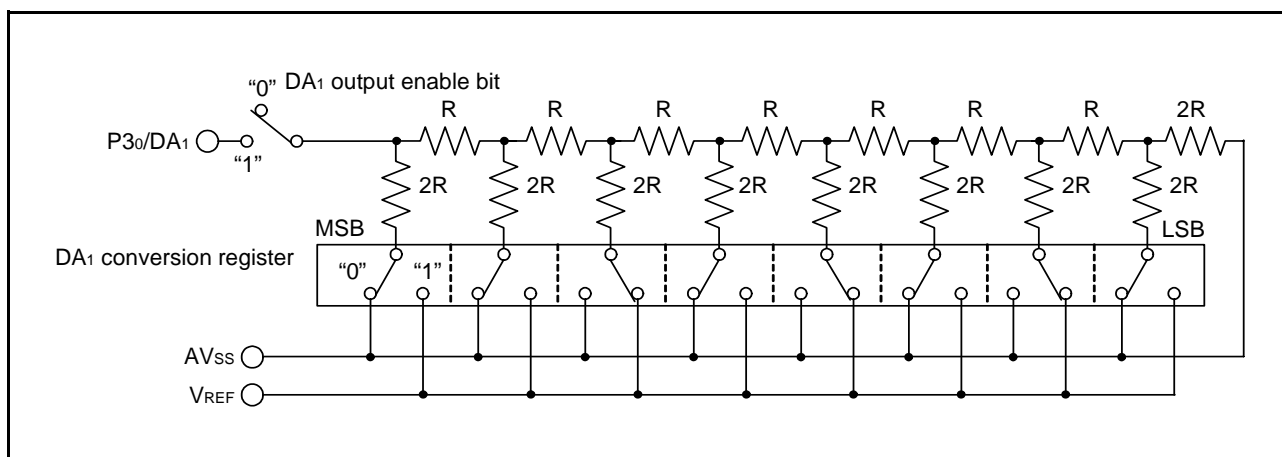 “0” DA1 output enable bit
P30/DA1
“1”
R R R R R R R 2R
2R 2R 2R 2R 2R 2R 2R 2R
MSB LSB
DA1 conversion register
“0” “1”
AVSS
VREF